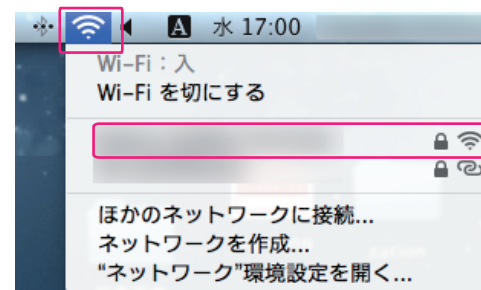 A 水 17:00
Wi-Fi：入
Wi-Fi を切にする
ほかのネットワークに接続...
ネットワークを作成...
“ネットワーク”環境設定を開く...